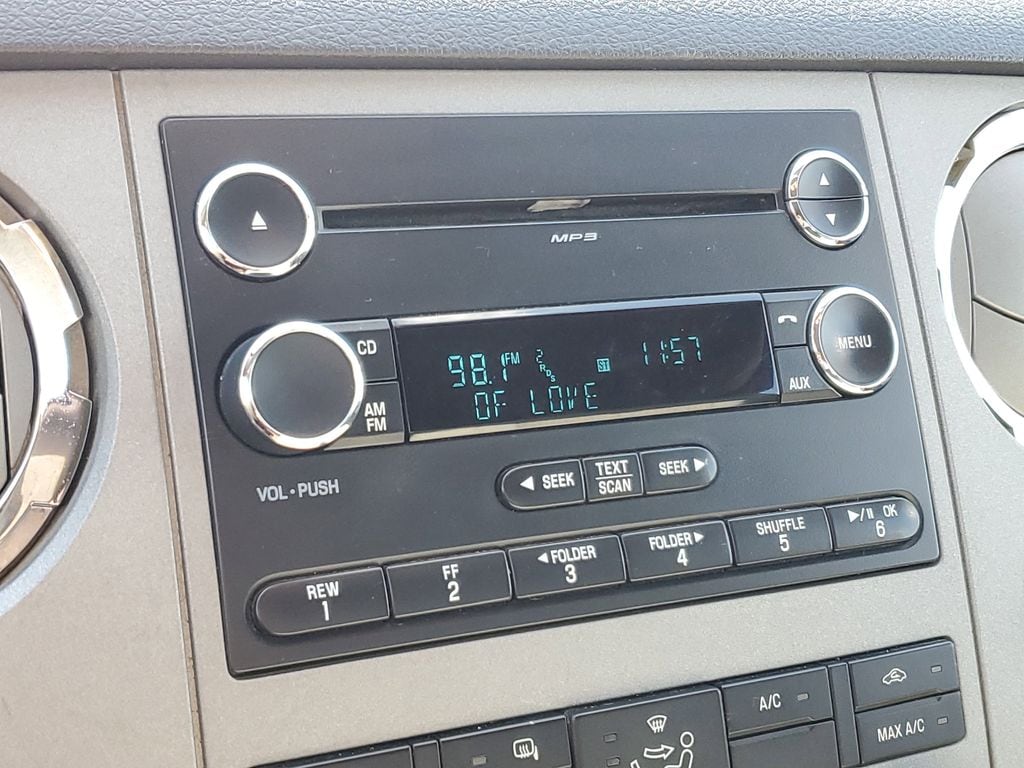 MP3
CD
98.1 FM 2 RDS ST 11:57
OF LOVE
AM
FM
MENU
AUX
VOL • PUSH
◀ SEEK
TEXT
SCAN
SEEK ▶
REW
1
FF
2
◀FOLDER
3
FOLDER▶
4
SHUFFLE
5
▶/II OK
6
A/C
MAX A/C